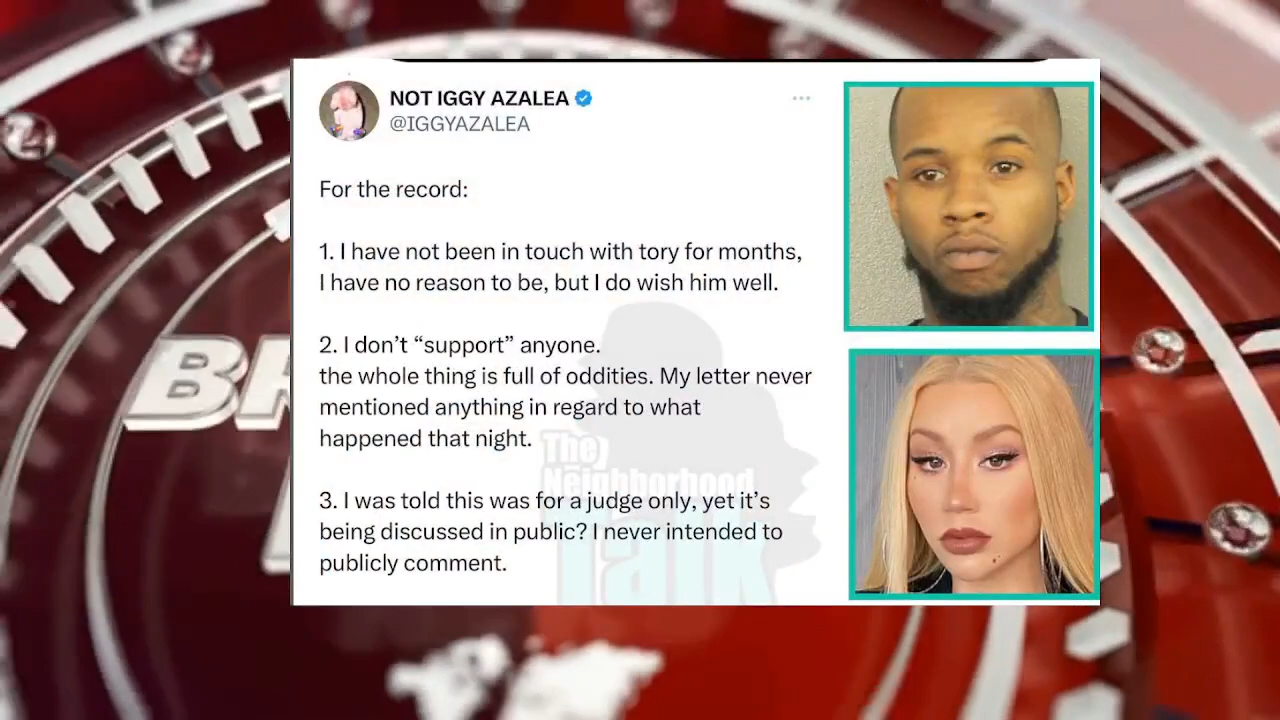 NOT IGGY AZALEA
@IGGYAZALEA
For the record:
1. I have not been in touch with tory for months,
I have no reason to be, but I do wish him well.
2. I don’t “support” anyone.
the whole thing is full of oddities. My letter never
mentioned anything in regard to what
happened that night.
3. I was told this was for a judge only, yet it’s
being discussed in public? I never intended to
publicly comment.
The
Neighborhood
Talk